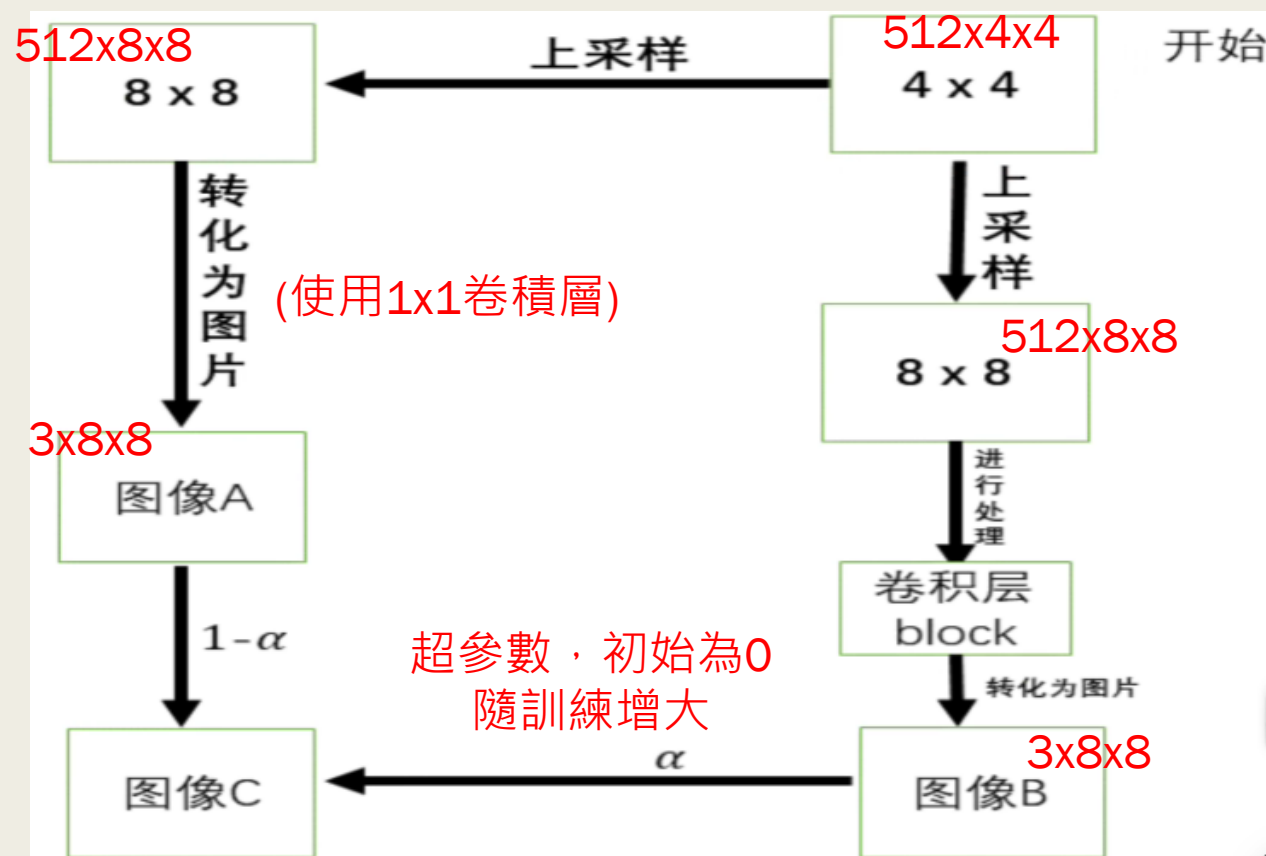 512x8x8
8 x 8
上采样
512x4x4
4 x 4
开始
转化为图片
(使用1x1卷積層)
上采样
512x8x8
8 x 8
3x8x8
图像A
进行处理
卷积层
block
转化为图片
1-α
超參數，初始為0
隨訓練增大
α
3x8x8
图像B
图像C